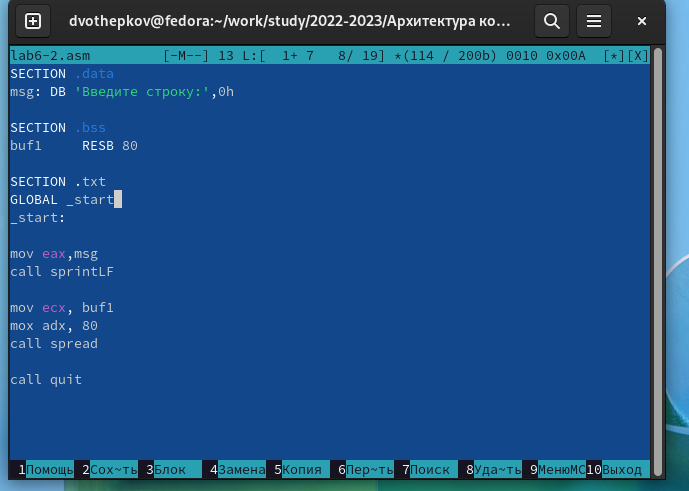 dvothepkov@fedora:~/work/study/2022-2023/Архитектура ко...
lab6-2.asm [-M--] 13 L:[ 1+ 7 8/ 19] *(114 / 200b) 0010 0x00A [*][X]
SECTION .data
msg: DB 'Введите строку:',0h
SECTION .bss
buf1 RESB 80
SECTION .txt
GLOBAL _start
_start:
mov eax,msg
call sprintLF
mov ecx, buf1
mox adx, 80
call spread
call quit
1Помощь 2Сох~ть 3Блок 4Замена 5Копия 6Пер~ть 7Поиск 8Уда~ть 9МенюMC 10Выход